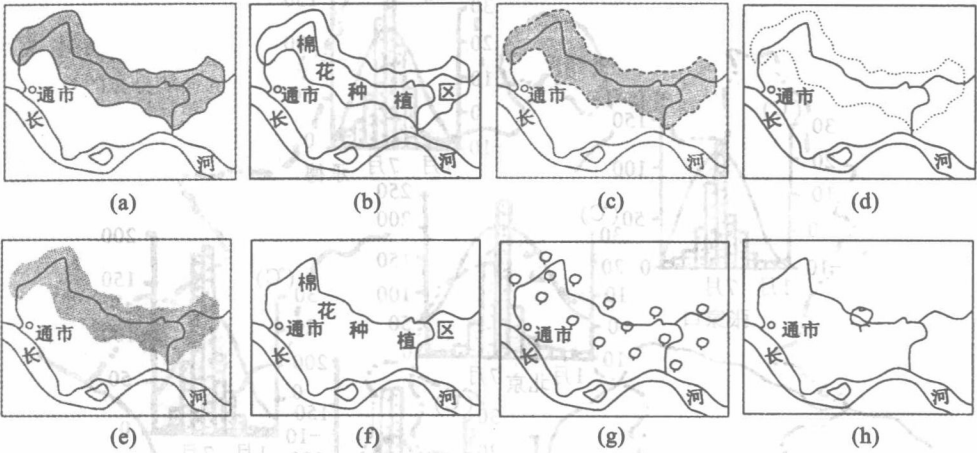 通市
长
河
(a)
棉花种植区
通市
长
河
(b)
通市
长
河
(c)
通市
长
河
(d)
通市
长
河
(e)
棉花种植区
通市
长
河
(f)
通市
长
河
(g)
通市
长
河
(h)